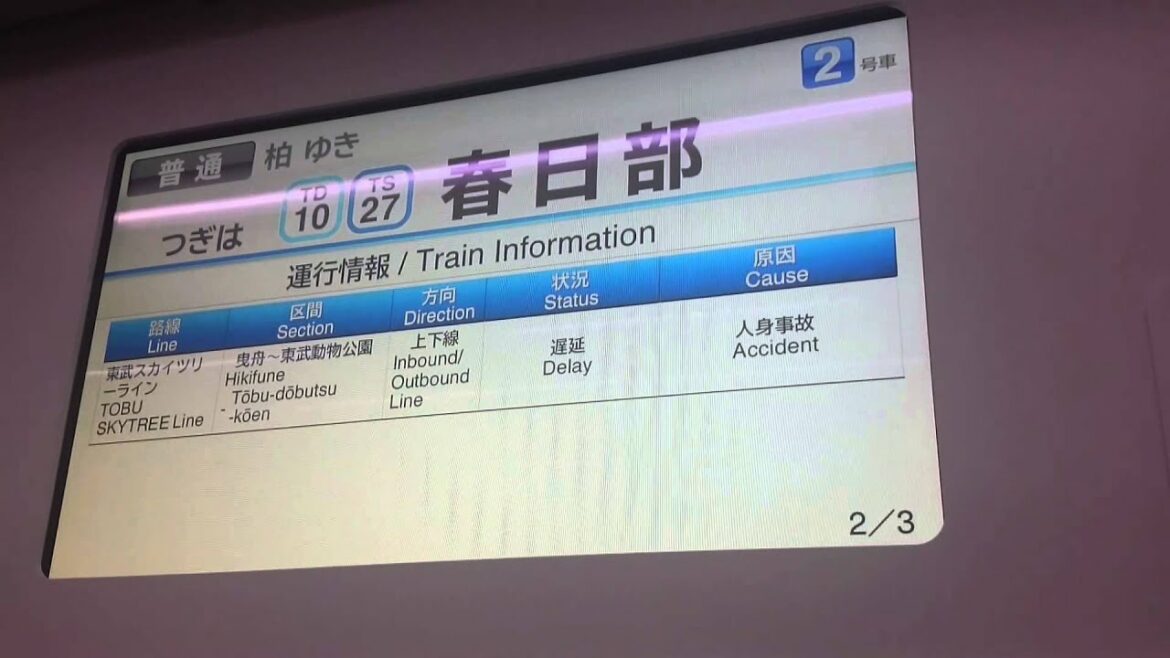 2 号車
普通 柏 ゆき
つぎは TD 10 TS 27 春日部
運行情報 / Train Information
路線 区間 方向 状況 原因
Line Section Direction Status Cause
東武スカイツリ
ーライン
TOBU
SKYTREE Line
曳舟～東武動物公園
Hikifune
Tōbu-dōbutsu
-kōen
上下線
Inbound/
Outbound
Line
遅延
Delay
人身事故
Accident
2／3